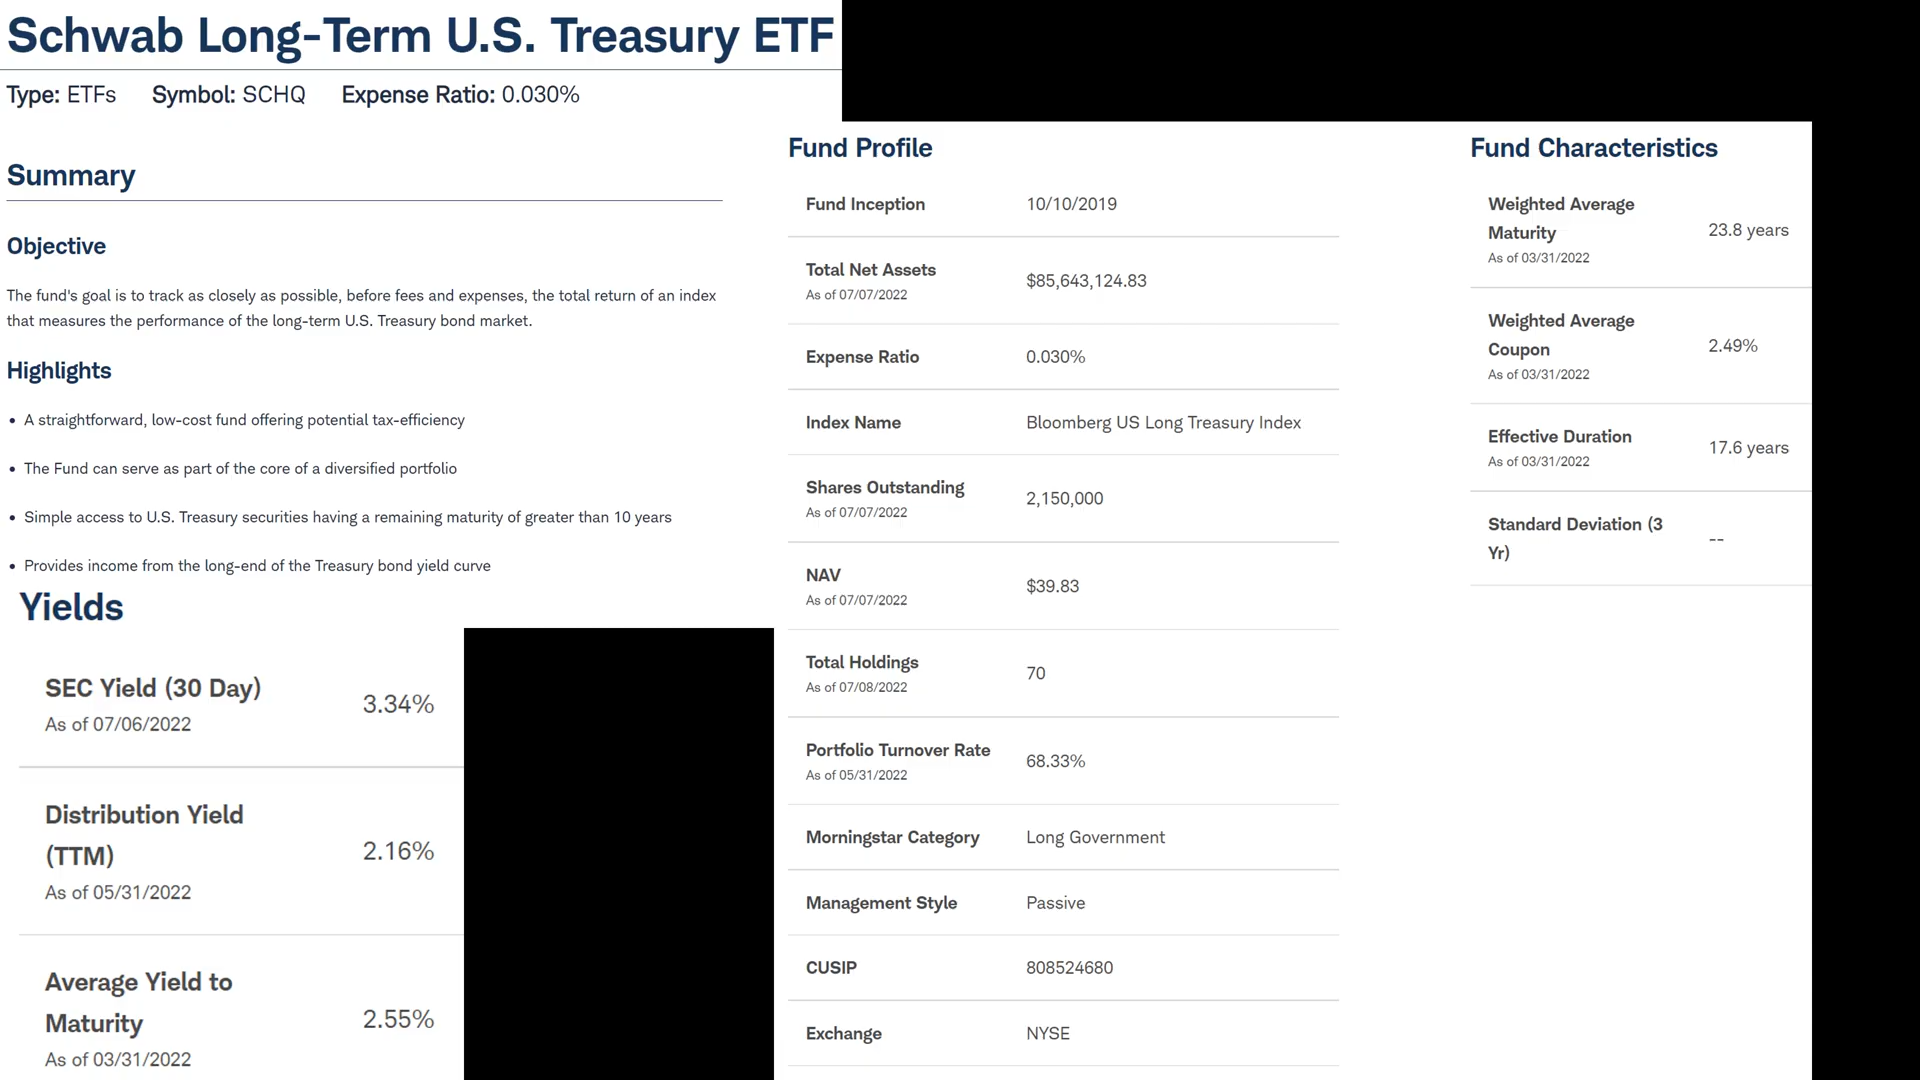 Schwab Long-Term U.S. Treasury ETF
Type: ETFs Symbol: SCHQ Expense Ratio: 0.030%
Summary
Objective
The fund's goal is to track as closely as possible, before fees and expenses, the total return of an index
that measures the performance of the long-term U.S. Treasury bond market.
Highlights
• A straightforward, low-cost fund offering potential tax-efficiency
• The Fund can serve as part of the core of a diversified portfolio
• Simple access to U.S. Treasury securities having a remaining maturity of greater than 10 years
• Provides income from the long-end of the Treasury bond yield curve
Yields
SEC Yield (30 Day)
As of 07/06/2022
3.34%
Distribution Yield
(TTM)
As of 05/31/2022
2.16%
Average Yield to
Maturity
As of 03/31/2022
2.55%
Fund Profile
Fund Inception 10/10/2019
Total Net Assets
As of 07/07/2022
$85,643,124.83
Expense Ratio 0.030%
Index Name Bloomberg US Long Treasury Index
Shares Outstanding
As of 07/07/2022
2,150,000
NAV
As of 07/07/2022
$39.83
Total Holdings
As of 07/08/2022
70
Portfolio Turnover Rate
As of 05/31/2022
68.33%
Morningstar Category Long Government
Management Style Passive
CUSIP 808524680
Exchange NYSE
Fund Characteristics
Weighted Average
Maturity
As of 03/31/2022
23.8 years
Weighted Average
Coupon
As of 03/31/2022
2.49%
Effective Duration
As of 03/31/2022
17.6 years
Standard Deviation (3
Yr)
--